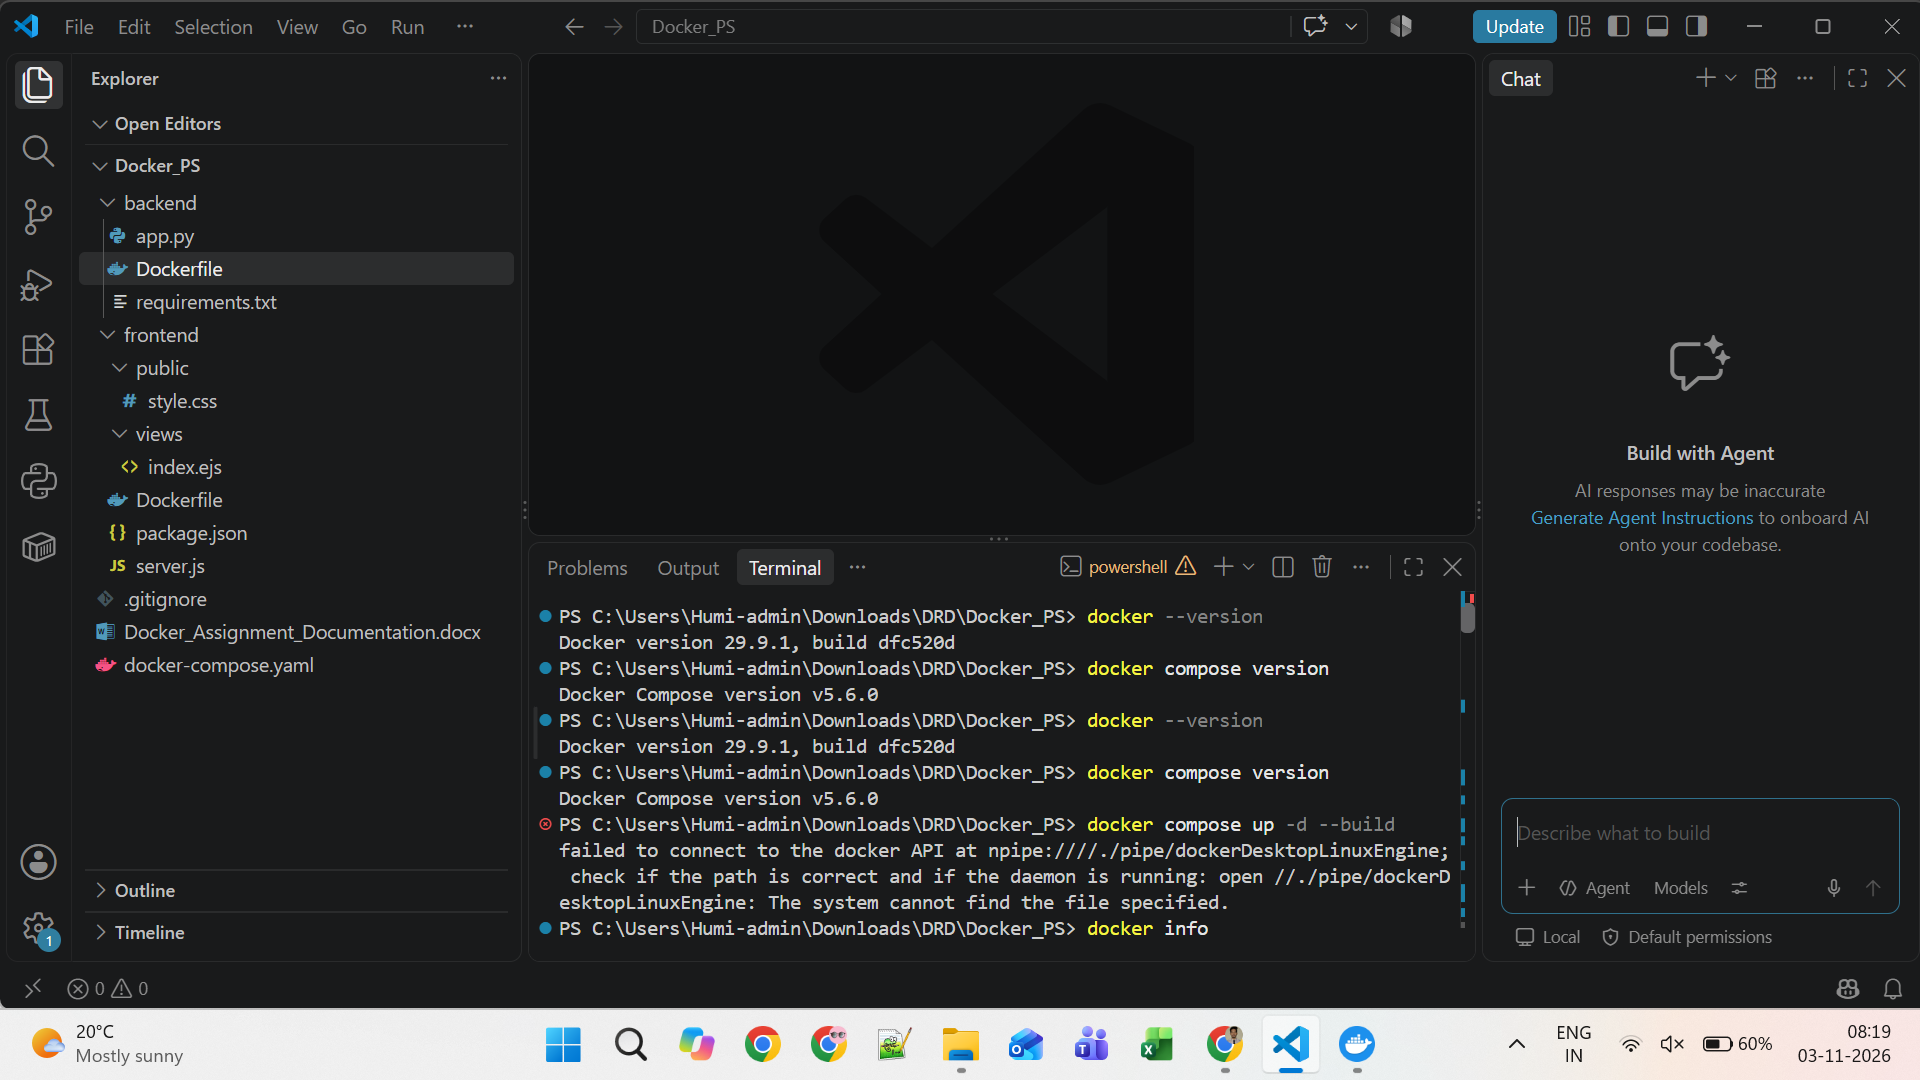 File Edit Selection View Go Run
Docker_PS
Update
Explorer
Open Editors
Docker_PS
backend
app.py
Dockerfile
requirements.txt
frontend
public
# style.css
views
<> index.ejs
Dockerfile
{} package.json
JS server.js
.gitignore
Docker_Assignment_Documentation.docx
docker-compose.yaml
Outline
Timeline
1
0 0
Problems Output Terminal
powershell
PS C:\Users\Humi-admin\Downloads\DRD\Docker_PS> docker --version
Docker version 29.9.1, build dfc520d
PS C:\Users\Humi-admin\Downloads\DRD\Docker_PS> docker compose version
Docker Compose version v5.6.0
PS C:\Users\Humi-admin\Downloads\DRD\Docker_PS> docker --version
Docker version 29.9.1, build dfc520d
PS C:\Users\Humi-admin\Downloads\DRD\Docker_PS> docker compose version
Docker Compose version v5.6.0
PS C:\Users\Humi-admin\Downloads\DRD\Docker_PS> docker compose up -d --build
failed to connect to the docker API at npipe:////./pipe/dockerDesktopLinuxEngine;
check if the path is correct and if the daemon is running: open //./pipe/dockerD
esktopLinuxEngine: The system cannot find the file specified.
PS C:\Users\Humi-admin\Downloads\DRD\Docker_PS> docker info
Chat
Build with Agent
AI responses may be inaccurate
Generate Agent Instructions to onboard AI
onto your codebase.
Describe what to build
Agent Models
Local Default permissions
20°C
Mostly sunny
ENG
IN
60%
08:19
03-11-2026